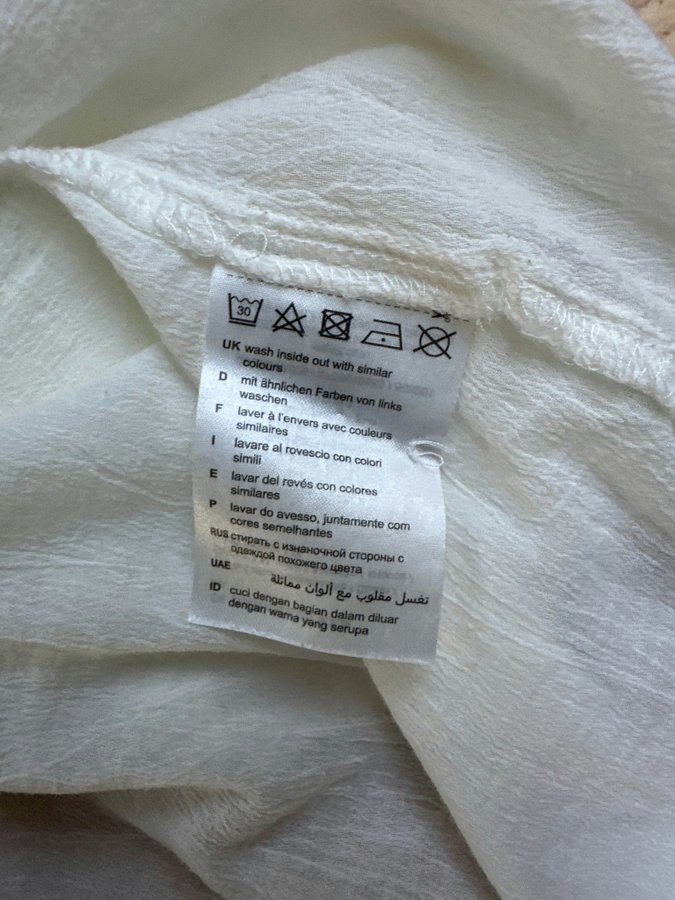 30
UK wash inside out with similar
colours
D mit ähnlichen Farben von links
waschen
F laver à l'envers avec couleurs
similaires
I lavare al rovescio con colori
simili
E lavar del revés con colores
similares
P lavar do avesso, juntamente com
cores semelhantes
RUS стирать с изнаночной стороны с
одеждой похожего цвета
UAE
تغسل مقلوب مع ألوان مماثلة
ID cuci dengan bagian dalam diluar
dengan warna yang serupa